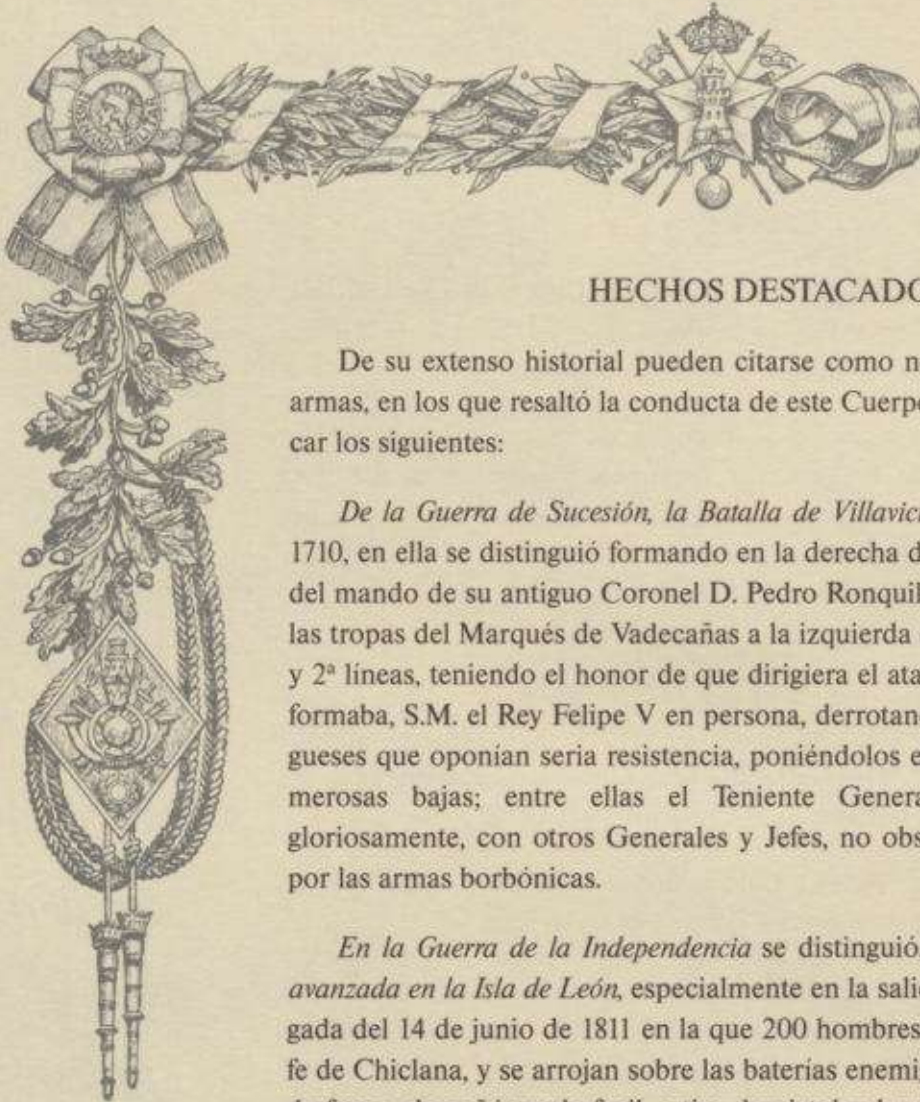 HECHOS DESTACADO
De su extenso historial pueden citarse como n
armas, en los que resaltó la conducta de este Cuerp
car los siguientes:
De la Guerra de Sucesión, la Batalla de Villavic
1710, en ella se distinguió formando en la derecha d
del mando de su antiguo Coronel D. Pedro Ronquil
las tropas del Marqués de Vadecañas a la izquierda
y 2ª líneas, teniendo el honor de que dirigiera el ata
formaba, S.M. el Rey Felipe V en persona, derrotan
gueses que oponían seria resistencia, poniéndolos e
merosas bajas; entre ellas el Teniente Genera
gloriosamente, con otros Generales y Jefes, no obs
por las armas borbónicas.
En la Guerra de la Independencia se distinguió
avanzada en la Isla de León, especialmente en la sali
gada del 14 de junio de 1811 en la que 200 hombres
fe de Chiclana, y se arrojan sobre las baterías enemi